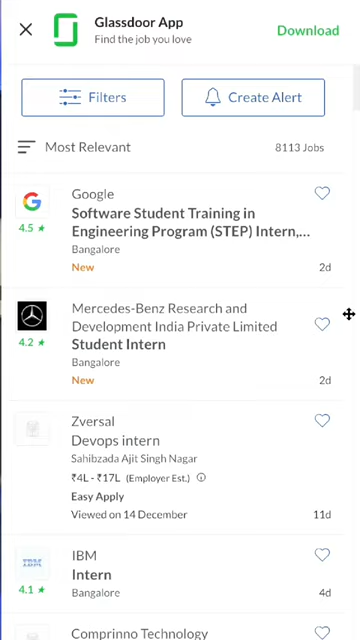 Glassdoor App
Find the job you love
Download
Filters
Create Alert
Most Relevant
8113 Jobs
Google
Software Student Training in
Engineering Program (STEP) Intern,...
4.5 ★
Bangalore
New
2d
Mercedes-Benz Research and
Development India Private Limited
Student Intern
4.2 ★
Bangalore
New
2d
Zversal
Devops intern
Sahibzada Ajit Singh Nagar
₹4L - ₹17L (Employer Est.)
Easy Apply
Viewed on 14 December
11d
IBM
IBM
Intern
4.1 ★
Bangalore
4d
Comprinno Technology